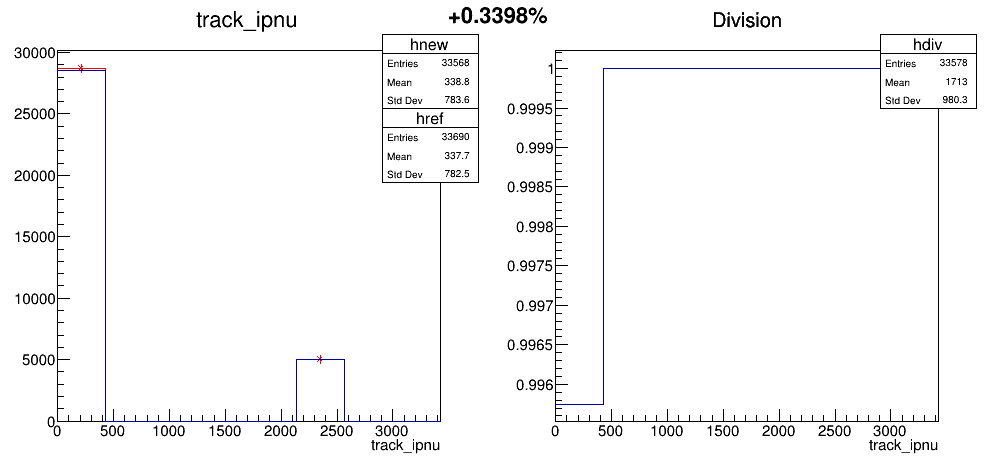 +0.3398%
track_ipnu
hnew
Entries 33568
Mean 338.8
Std Dev 783.6
href
Entries 33690
Mean 337.7
Std Dev 782.5
30000
25000
20000
15000
10000
5000
0
0 500 1000 1500 2000 2500 3000
track_ipnu
Division
hdiv
Entries 33578
Mean 1713
Std Dev 980.3
1
0.9995
0.999
0.9985
0.998
0.9975
0.997
0.9965
0.996
0 500 1000 1500 2000 2500 3000
track_ipnu